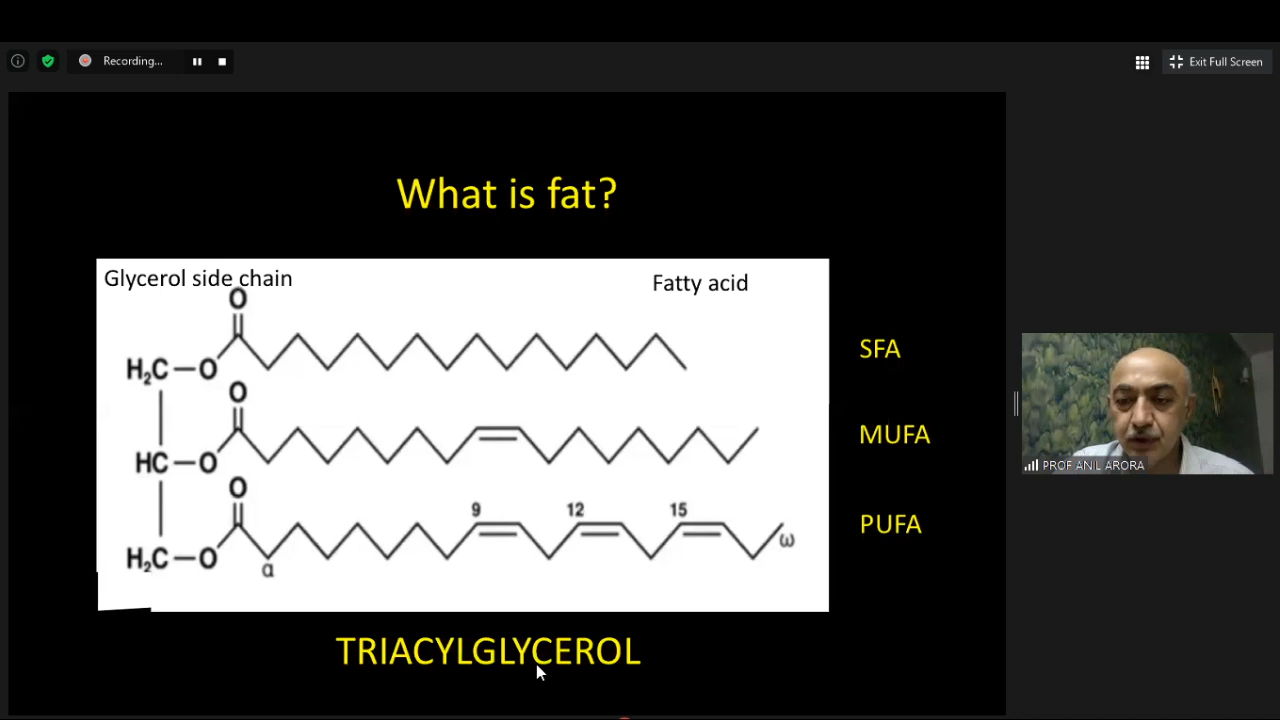 Recording...
Exit Full Screen
What is fat?
Glycerol side chain
Fatty acid
O
H₂C—O
SFA
O
HC—O
MUFA
O
9 12 15
H₂C—O
α
ω
PUFA
TRIACYLGLYCEROL
PROF ANIL ARORA